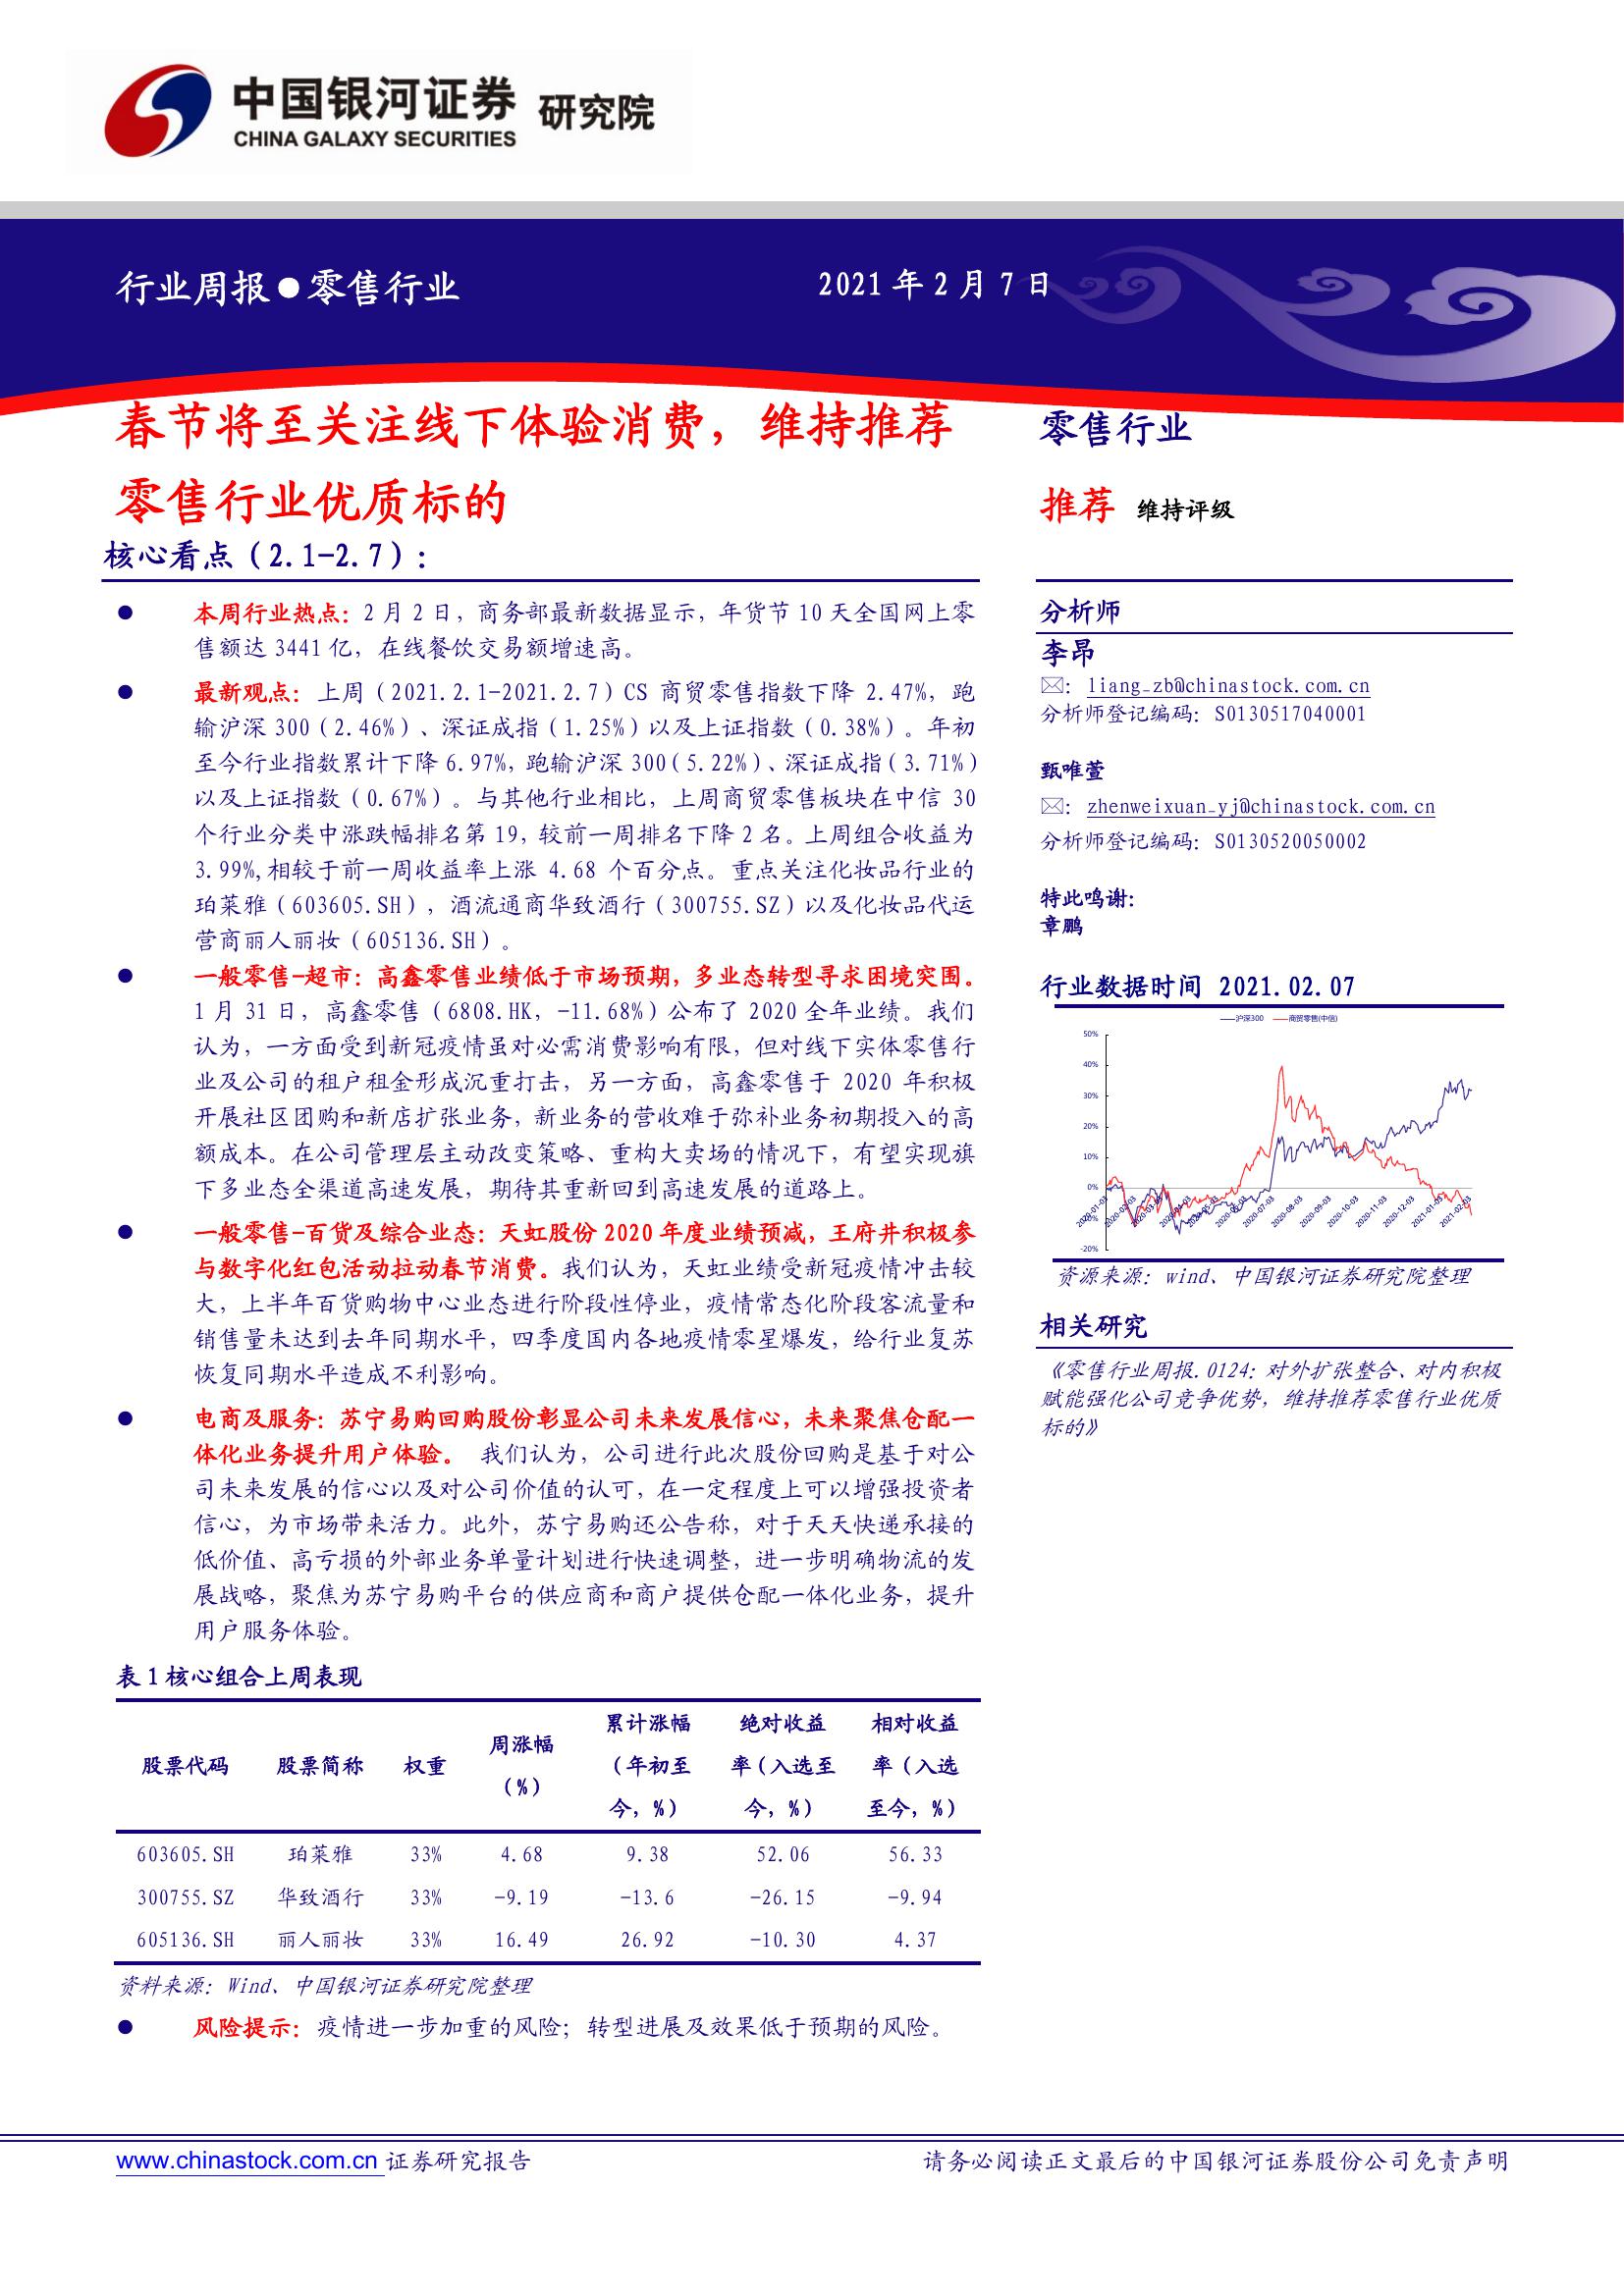 中国银河证券 研究院
CHINA GALAXY SECURITIES
行业周报●零售行业
2021 年 2 月 7 日
春节将至关注线下体验消费，维持推荐
零售行业优质标的
核心看点（2.1-2.7）：
● 本周行业热点：2 月 2 日，商务部最新数据显示，年货节 10 天全国网上零
售额达 3441 亿，在线餐饮交易额增速高。
● 最新观点：上周（2021.2.1-2021.2.7）CS 商贸零售指数下降 2.47%，跑
输沪深 300（2.46%）、深证成指（1.25%）以及上证指数（0.38%）。年初
至今行业指数累计下降 6.97%，跑输沪深 300（5.22%）、深证成指（3.71%）
以及上证指数（0.67%）。与其他行业相比，上周商贸零售板块在中信 30
个行业分类中涨跌幅排名第 19，较前一周排名下降 2 名。上周组合收益为
3.99%,相较于前一周收益率上涨 4.68 个百分点。重点关注化妆品行业的
珀莱雅（603605.SH），酒流通商华致酒行（300755.SZ）以及化妆品代运
营商丽人丽妆（605136.SH）。
● 一般零售-超市：高鑫零售业绩低于市场预期，多业态转型寻求困境突围。
1 月 31 日，高鑫零售（6808.HK，-11.68%）公布了 2020 全年业绩。我们
认为，一方面受到新冠疫情虽对必需消费影响有限，但对线下实体零售行
业及公司的租户租金形成沉重打击，另一方面，高鑫零售于 2020 年积极
开展社区团购和新店扩张业务，新业务的营收难于弥补业务初期投入的高
额成本。在公司管理层主动改变策略、重构大卖场的情况下，有望实现旗
下多业态全渠道高速发展，期待其重新回到高速发展的道路上。
● 一般零售-百货及综合业态：天虹股份 2020 年度业绩预减，王府井积极参
与数字化红包活动拉动春节消费。我们认为，天虹业绩受新冠疫情冲击较
大，上半年百货购物中心业态进行阶段性停业，疫情常态化阶段客流量和
销售量未达到去年同期水平，四季度国内各地疫情零星爆发，给行业复苏
恢复同期水平造成不利影响。
● 电商及服务：苏宁易购回购股份彰显公司未来发展信心，未来聚焦仓配一
体化业务提升用户体验。 我们认为，公司进行此次股份回购是基于对公
司未来发展的信心以及对公司价值的认可，在一定程度上可以增强投资者
信心，为市场带来活力。此外，苏宁易购还公告称，对于天天快递承接的
低价值、高亏损的外部业务单量计划进行快速调整，进一步明确物流的发
展战略，聚焦为苏宁易购平台的供应商和商户提供仓配一体化业务，提升
用户服务体验。
表 1 核心组合上周表现
股票代码 股票简称 权重 周涨幅（%） 累计涨幅（年初至今，%） 绝对收益率（入选至今，%） 相对收益率（入选至今，%）
603605.SH 珀莱雅 33% 4.68 9.38 52.06 56.33
300755.SZ 华致酒行 33% -9.19 -13.6 -26.15 -9.94
605136.SH 丽人丽妆 33% 16.49 26.92 -10.30 4.37
资料来源：Wind、中国银河证券研究院整理
● 风险提示：疫情进一步加重的风险；转型进展及效果低于预期的风险。
零售行业
推荐 维持评级
分析师
李昂
✉：liang_zb@chinastock.com.cn
分析师登记编码：S0130517040001
甄唯萱
✉：zhenweixuan_yj@chinastock.com.cn
分析师登记编码：S0130520050002
特此鸣谢：
章鹏
行业数据时间 2021.02.07
沪深300 商贸零售(中信)
50%
40%
30%
20%
10%
0%
-10%
-20%
2020-01-03 2020-02-03 2020-03-03 2020-04-03 2020-05-03 2020-06-03 2020-07-03 2020-08-03 2020-09-03 2020-10-03 2020-11-03 2020-12-03 2021-01-03 2021-02-03
资源来源：wind、中国银河证券研究院整理
相关研究
《零售行业周报.0124：对外扩张整合、对内积极
赋能强化公司竞争优势，维持推荐零售行业优质
标的》
www.chinastock.com.cn 证券研究报告
请务必阅读正文最后的中国银河证券股份公司免责声明